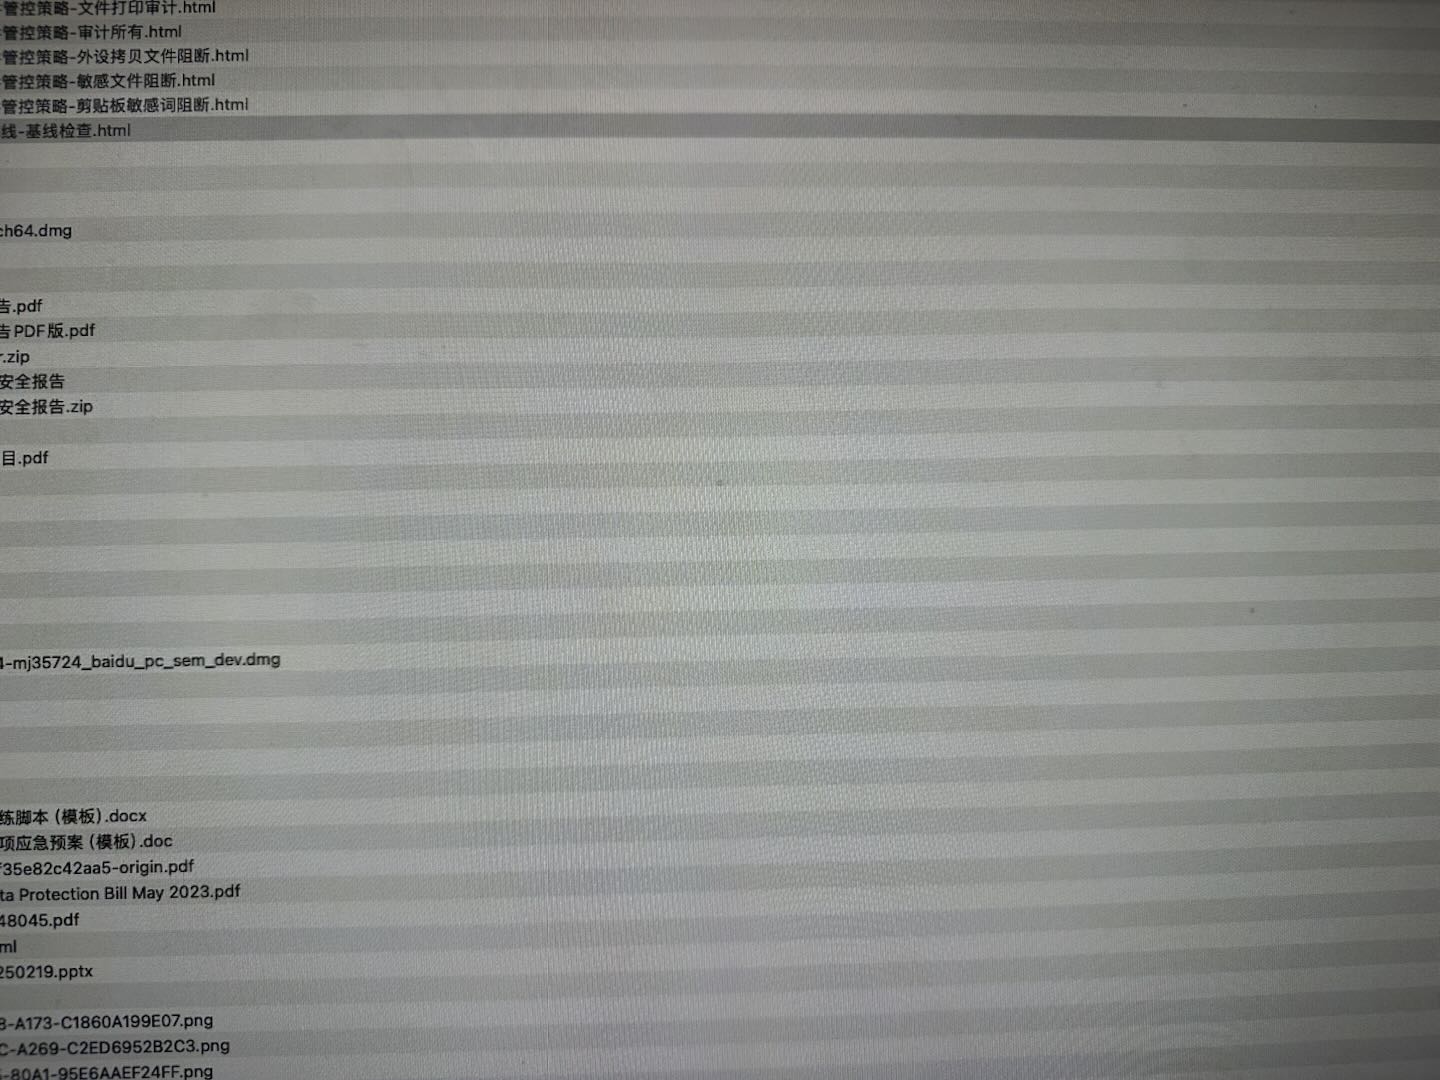 管控策略-文件打印审计.html
管控策略-审计所有.html
管控策略-外设拷贝文件阻断.html
管控策略-敏感文件阻断.html
管控策略-剪贴板敏感词阻断.html
线-基线检查.html
ch64.dmg
告.pdf
告PDF版.pdf
r.zip
安全报告
安全报告.zip
目.pdf
4-mj35724_baidu_pc_sem_dev.dmg
练脚本（模板）.docx
项应急预案（模板）.doc
f35e82c42aa5-origin.pdf
ta Protection Bill May 2023.pdf
48045.pdf
ml
250219.pptx
8-A173-C1860A199E07.png
C-A269-C2ED6952B2C3.png
-80A1-95E6AAEF24FF.png